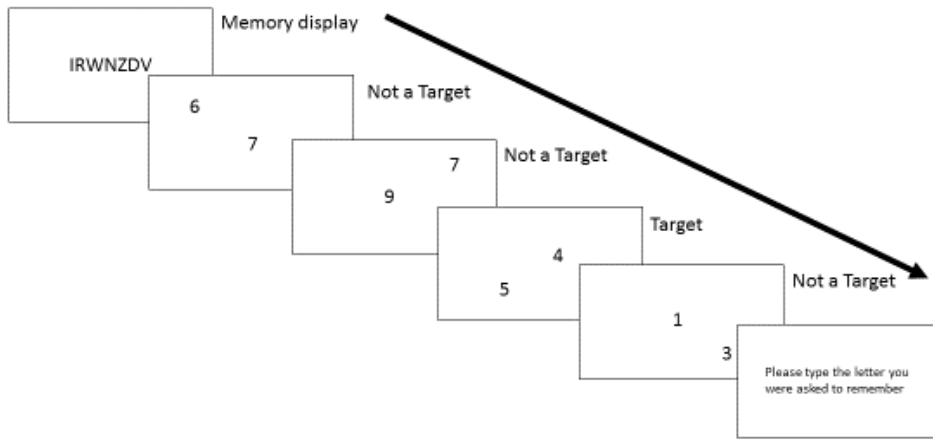 Memory display
IRWNZDV
Not a Target
6
7
Not a Target
7
9
Target
4
5
Not a Target
1
3
Please type the letter you
were asked to remember